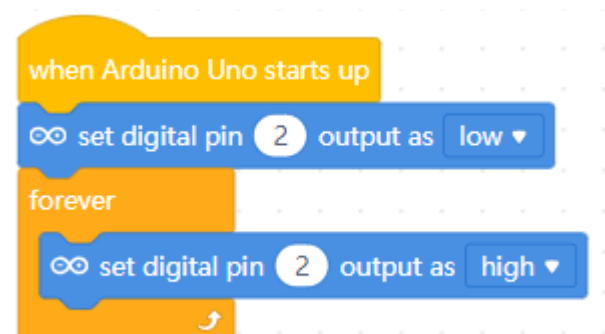 when Arduino Uno starts up
set digital pin 2 output as low
forever
set digital pin 2 output as high